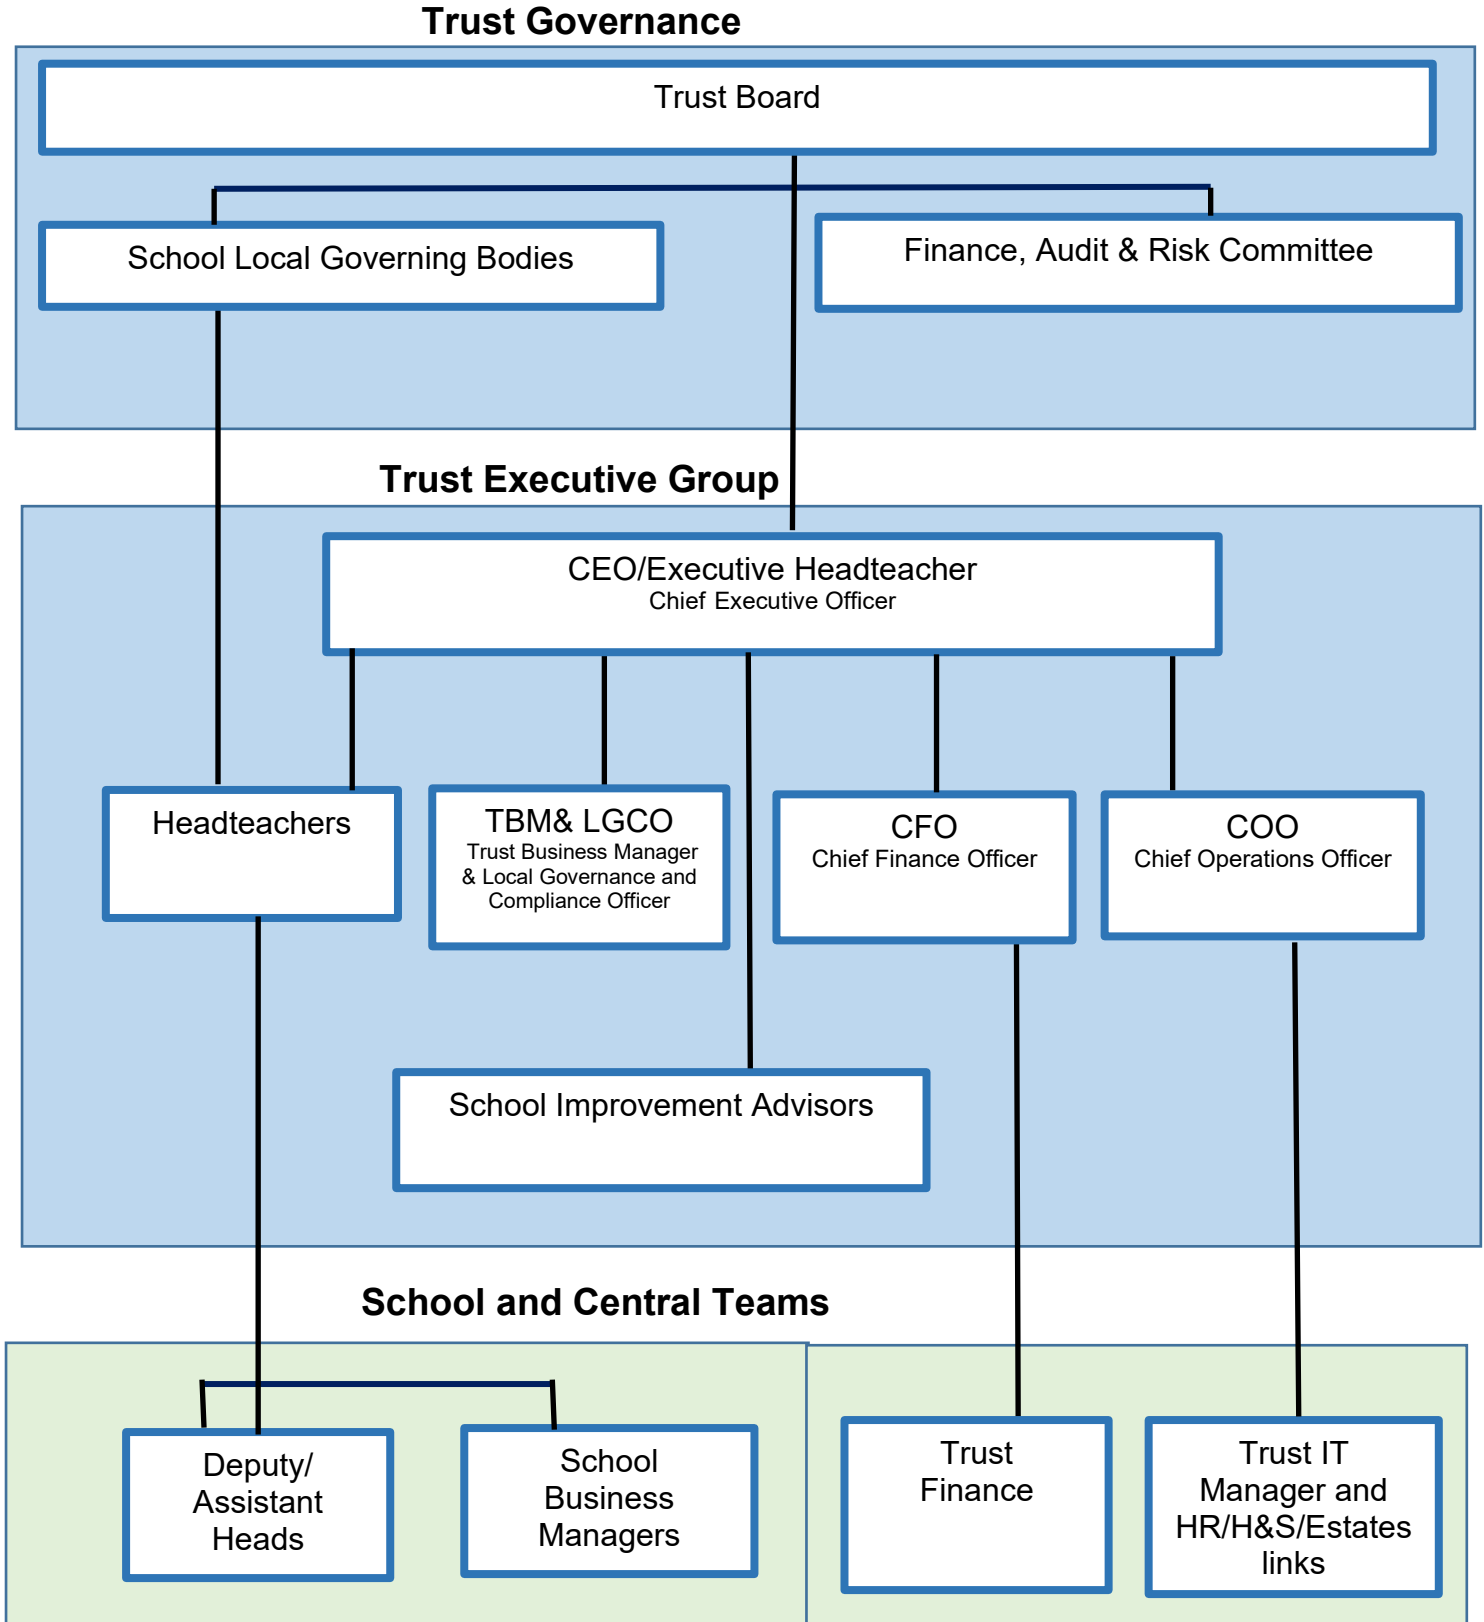 Trust Governance
Trust Board
School Local Governing Bodies
Finance, Audit & Risk Committee
Trust Executive Group
CEO/Executive Headteacher
Chief Executive Officer
Headteachers
TBM& LGCO
Trust Business Manager
& Local Governance and
Compliance Officer
CFO
Chief Finance Officer
COO
Chief Operations Officer
School Improvement Advisors
School and Central Teams
Deputy/
Assistant
Heads
School
Business
Managers
Trust
Finance
Trust IT
Manager and
HR/H&S/Estates
links